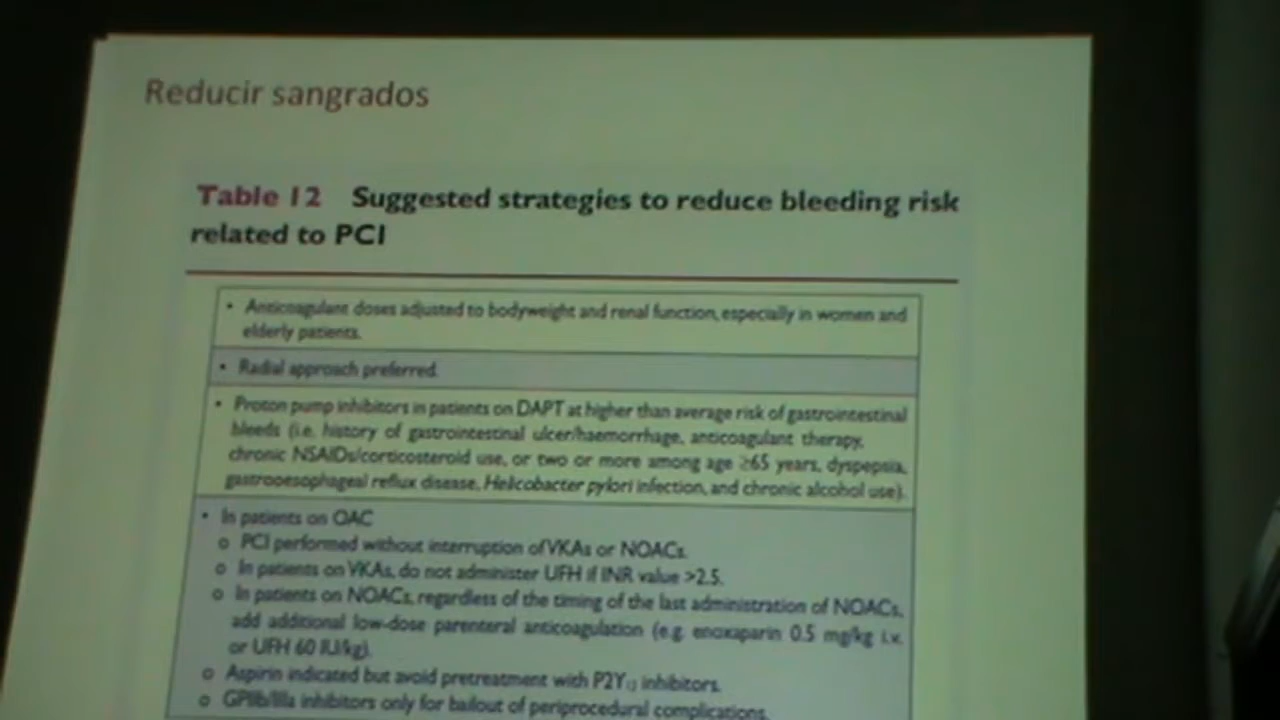 Reducir sangrados
Table 12 Suggested strategies to reduce bleeding risk
related to PCI
• Anticoagulant doses adjusted to bodyweight and renal function, especially in women and
elderly patients.
• Radial approach preferred.
• Proton pump inhibitors in patients on DAPT at higher than average risk of gastrointestinal
bleeds (i.e. history of gastrointestinal ulcer/haemorrhage, anticoagulant therapy,
chronic NSAIDs/corticosteroid use, or two or more among age ≥65 years, dyspepsia,
gastrooesophageal reflux disease, Helicobacter pylori infection, and chronic alcohol use).
• In patients on OAC
o PCI performed without interruption of VKAs or NOACs.
o In patients on VKAs, do not administer UFH if INR value >2.5.
o In patients on NOACs, regardless of the timing of the last administration of NOACs,
add additional low-dose parenteral anticoagulation (e.g. enoxaparin 0.5 mg/kg i.v.
or UFH 60 IU/kg).
o Aspirin indicated but avoid pretreatment with P2Y₁₂ inhibitors.
o GPIIb/IIIa inhibitors only for bailout of periprocedural complications.